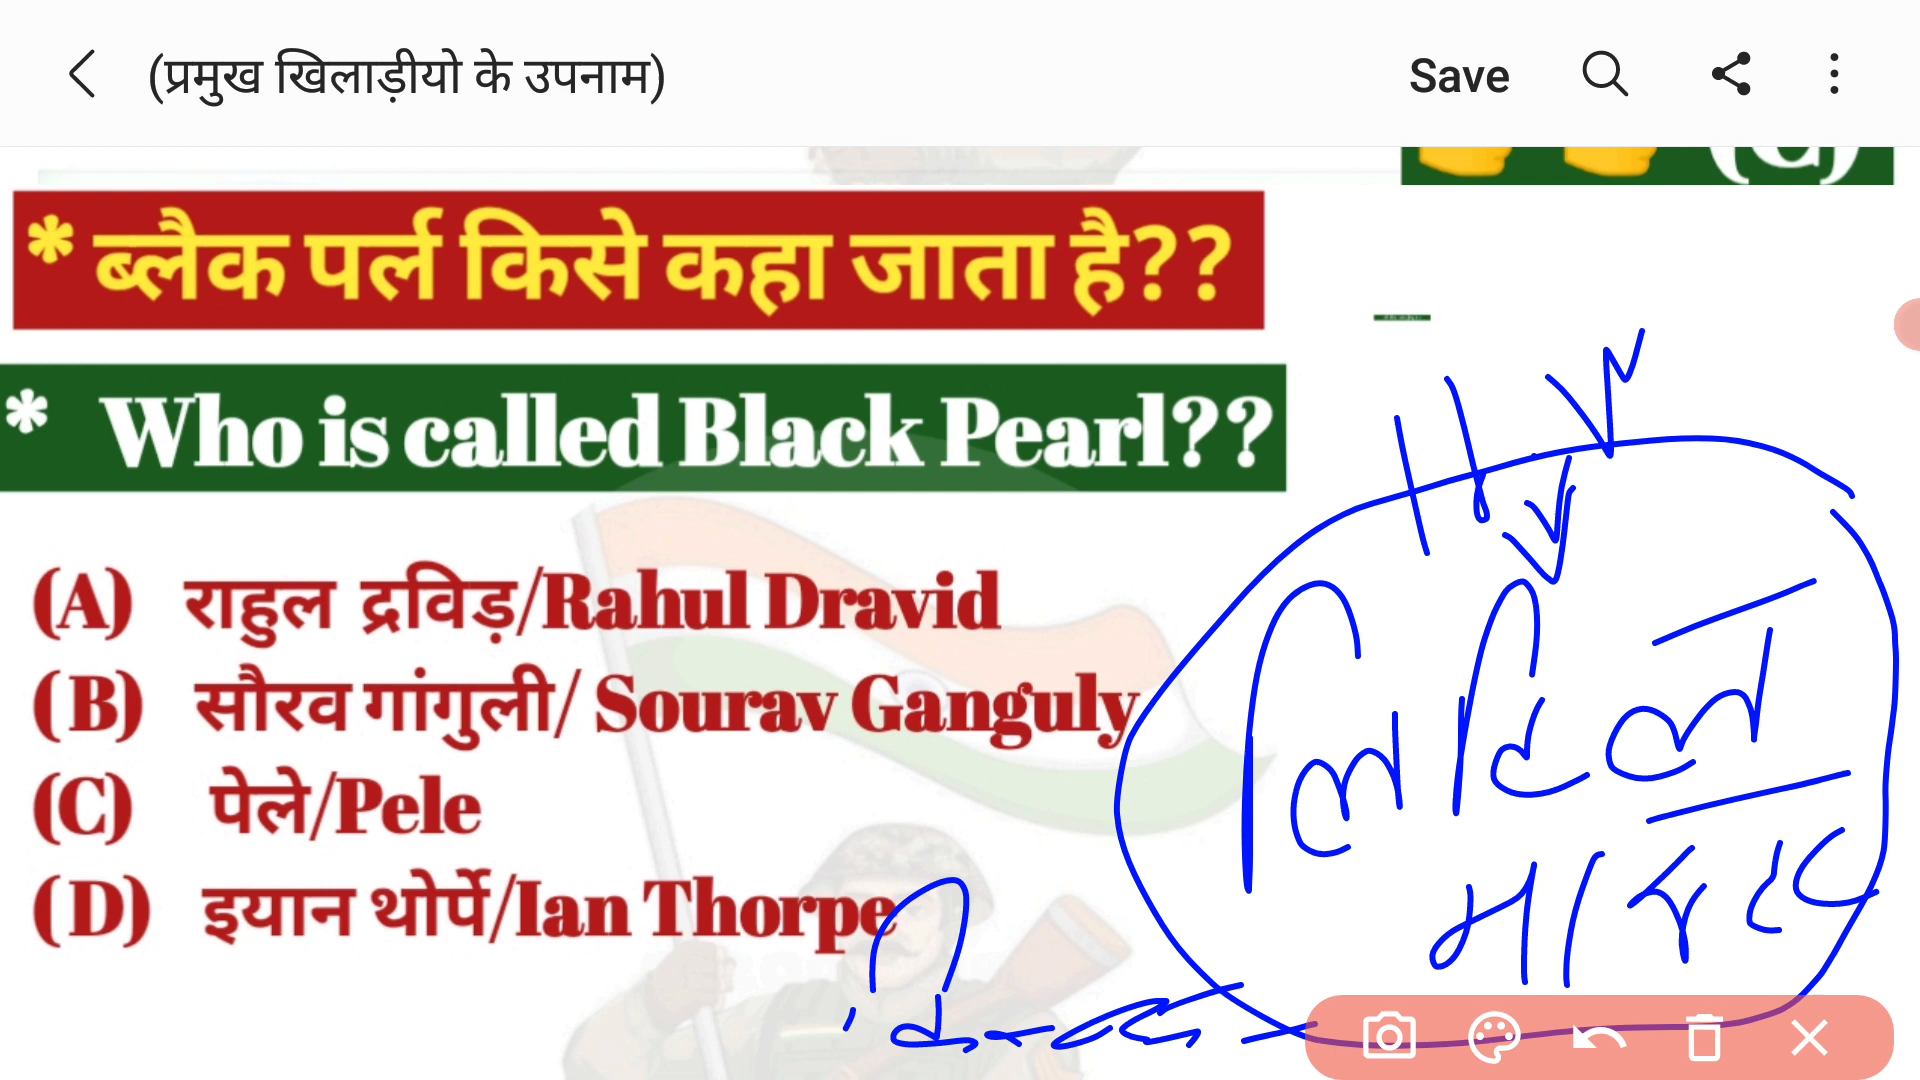 (प्रमुख खिलाड़ीयो के उपनाम)
Save
(C)
* ब्लैक पर्ल किसे कहा जाता है??
* Who is called Black Pearl??
(A) राहुल द्रविड़/Rahul Dravid
(B) सौरव गांगुली/ Sourav Ganguly
(C) पेले/Pele
(D) इयान थोर्पे/Ian Thorpe